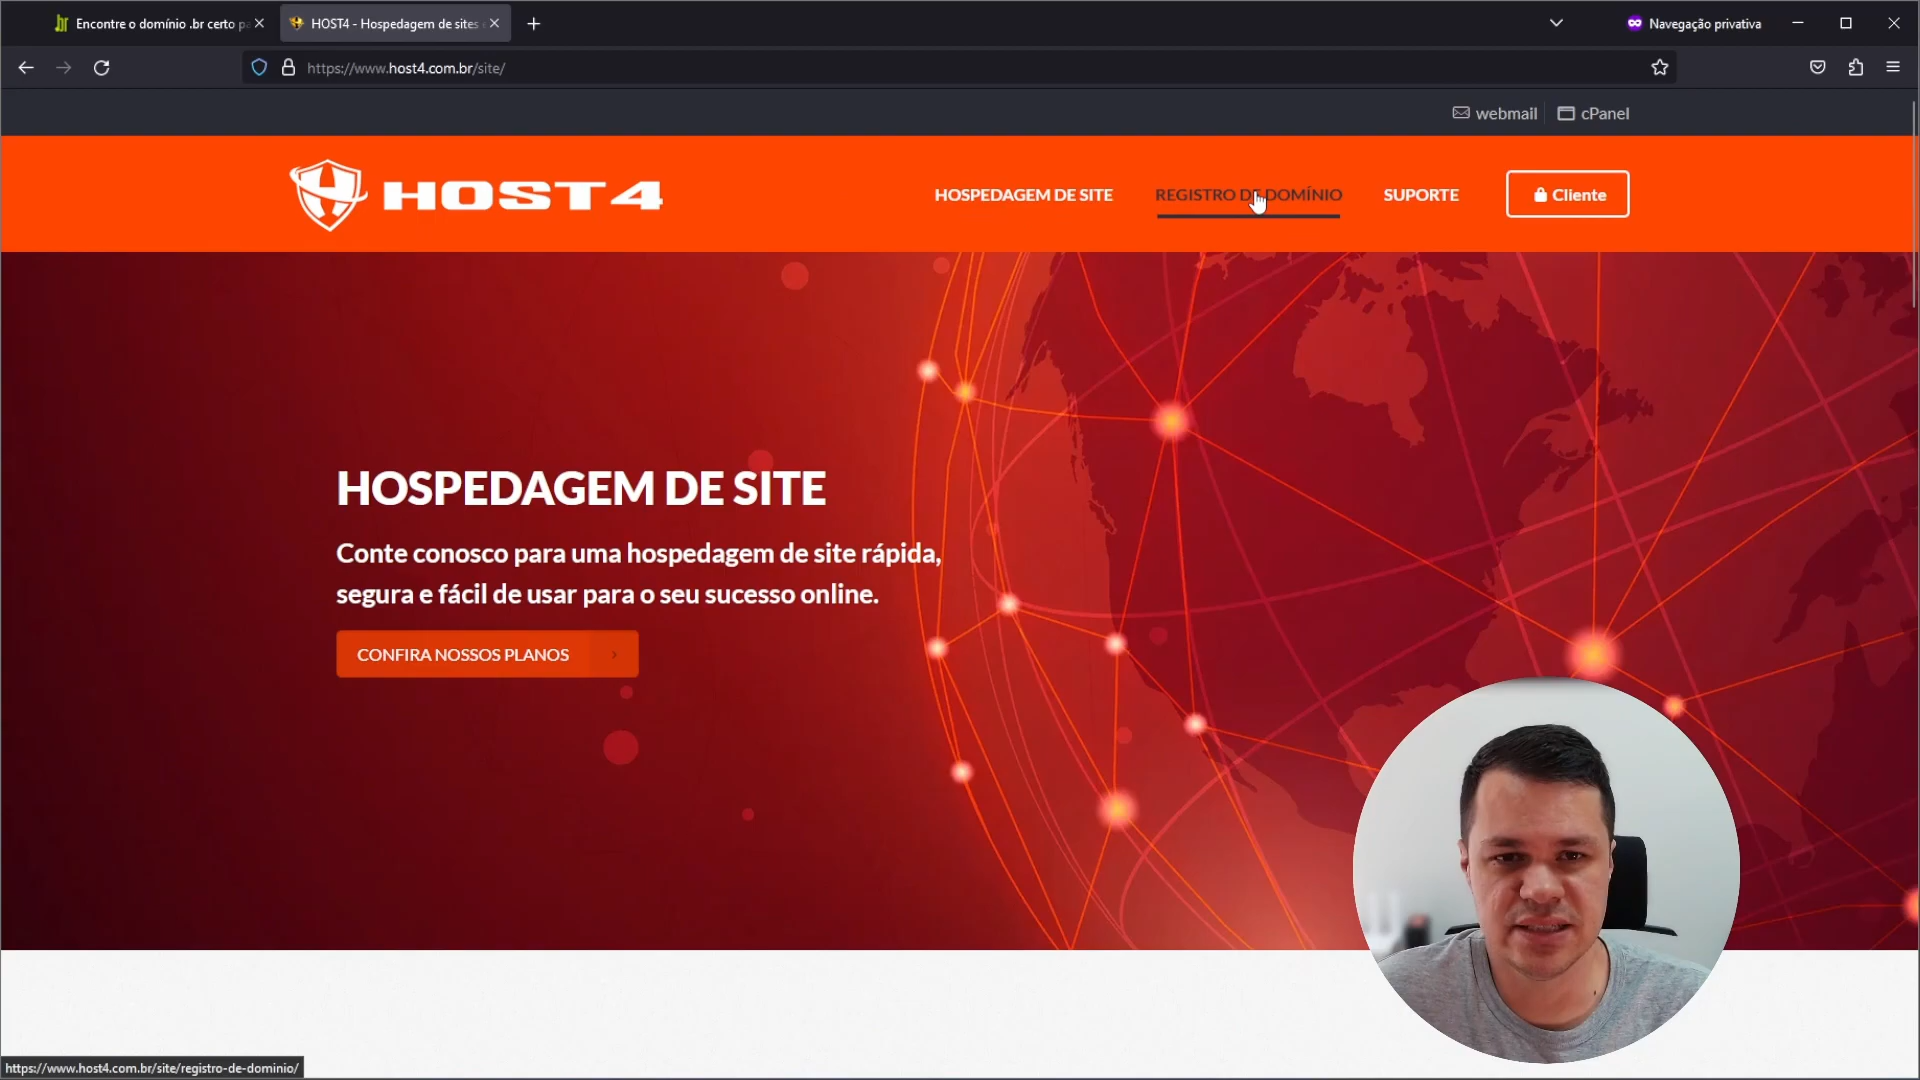 Encontre o domínio .br certo pa
HOST4 - Hospedagem de sites e
Navegação privativa
https://www.host4.com.br/site/
webmail
cPanel
HOST4
HOSPEDAGEM DE SITE
REGISTRO DE DOMÍNIO
SUPORTE
Cliente
HOSPEDAGEM DE SITE
Conte conosco para uma hospedagem de site rápida,
segura e fácil de usar para o seu sucesso online.
CONFIRA NOSSOS PLANOS
https://www.host4.com.br/site/registro-de-dominio/